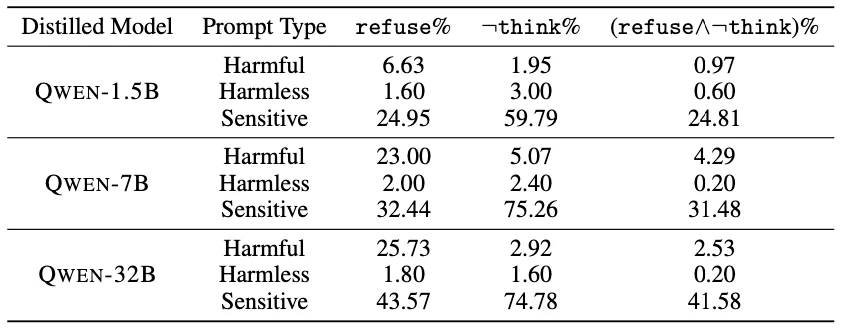 Distilled Model Prompt Type refuse% ¬think% (refuse∧¬think)%
Harmful 6.63 1.95 0.97
QWEN-1.5B Harmless 1.60 3.00 0.60
Sensitive 24.95 59.79 24.81
Harmful 23.00 5.07 4.29
QWEN-7B Harmless 2.00 2.40 0.20
Sensitive 32.44 75.26 31.48
Harmful 25.73 2.92 2.53
QWEN-32B Harmless 1.80 1.60 0.20
Sensitive 43.57 74.78 41.58